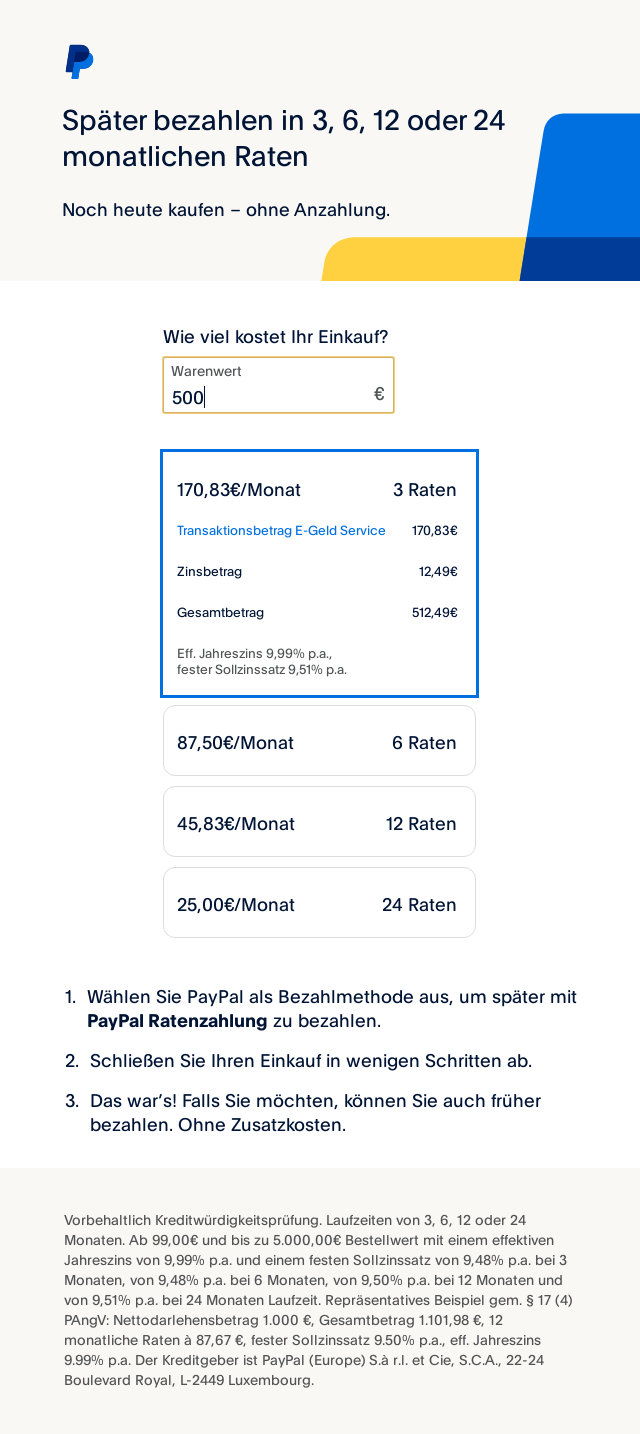 Später bezahlen in 3, 6, 12 oder 24
monatlichen Raten
Noch heute kaufen – ohne Anzahlung.
Wie viel kostet Ihr Einkauf?
Warenwert
500 €
170,83€/Monat 3 Raten
Transaktionsbetrag E-Geld Service 170,83€
Zinsbetrag 12,49€
Gesamtbetrag 512,49€
Eff. Jahreszins 9,99% p.a.,
fester Sollzinssatz 9,51% p.a.
87,50€/Monat 6 Raten
45,83€/Monat 12 Raten
25,00€/Monat 24 Raten
1. Wählen Sie PayPal als Bezahlmethode aus, um später mit
PayPal Ratenzahlung zu bezahlen.
2. Schließen Sie Ihren Einkauf in wenigen Schritten ab.
3. Das war’s! Falls Sie möchten, können Sie auch früher
bezahlen. Ohne Zusatzkosten.
Vorbehaltlich Kreditwürdigkeitsprüfung. Laufzeiten von 3, 6, 12 oder 24
Monaten. Ab 99,00€ und bis zu 5.000,00€ Bestellwert mit einem effektiven
Jahreszins von 9,99% p.a. und einem festen Sollzinssatz von 9,48% p.a. bei 3
Monaten, von 9,48% p.a. bei 6 Monaten, von 9,50% p.a. bei 12 Monaten und
von 9,51% p.a. bei 24 Monaten Laufzeit. Repräsentatives Beispiel gem. § 17 (4)
PAngV: Nettodarlehensbetrag 1.000 €, Gesamtbetrag 1.101,98 €, 12
monatliche Raten à 87,67 €, fester Sollzinssatz 9.50% p.a., eff. Jahreszins
9.99% p.a. Der Kreditgeber ist PayPal (Europe) S.à r.l. et Cie, S.C.A., 22-24
Boulevard Royal, L-2449 Luxembourg.